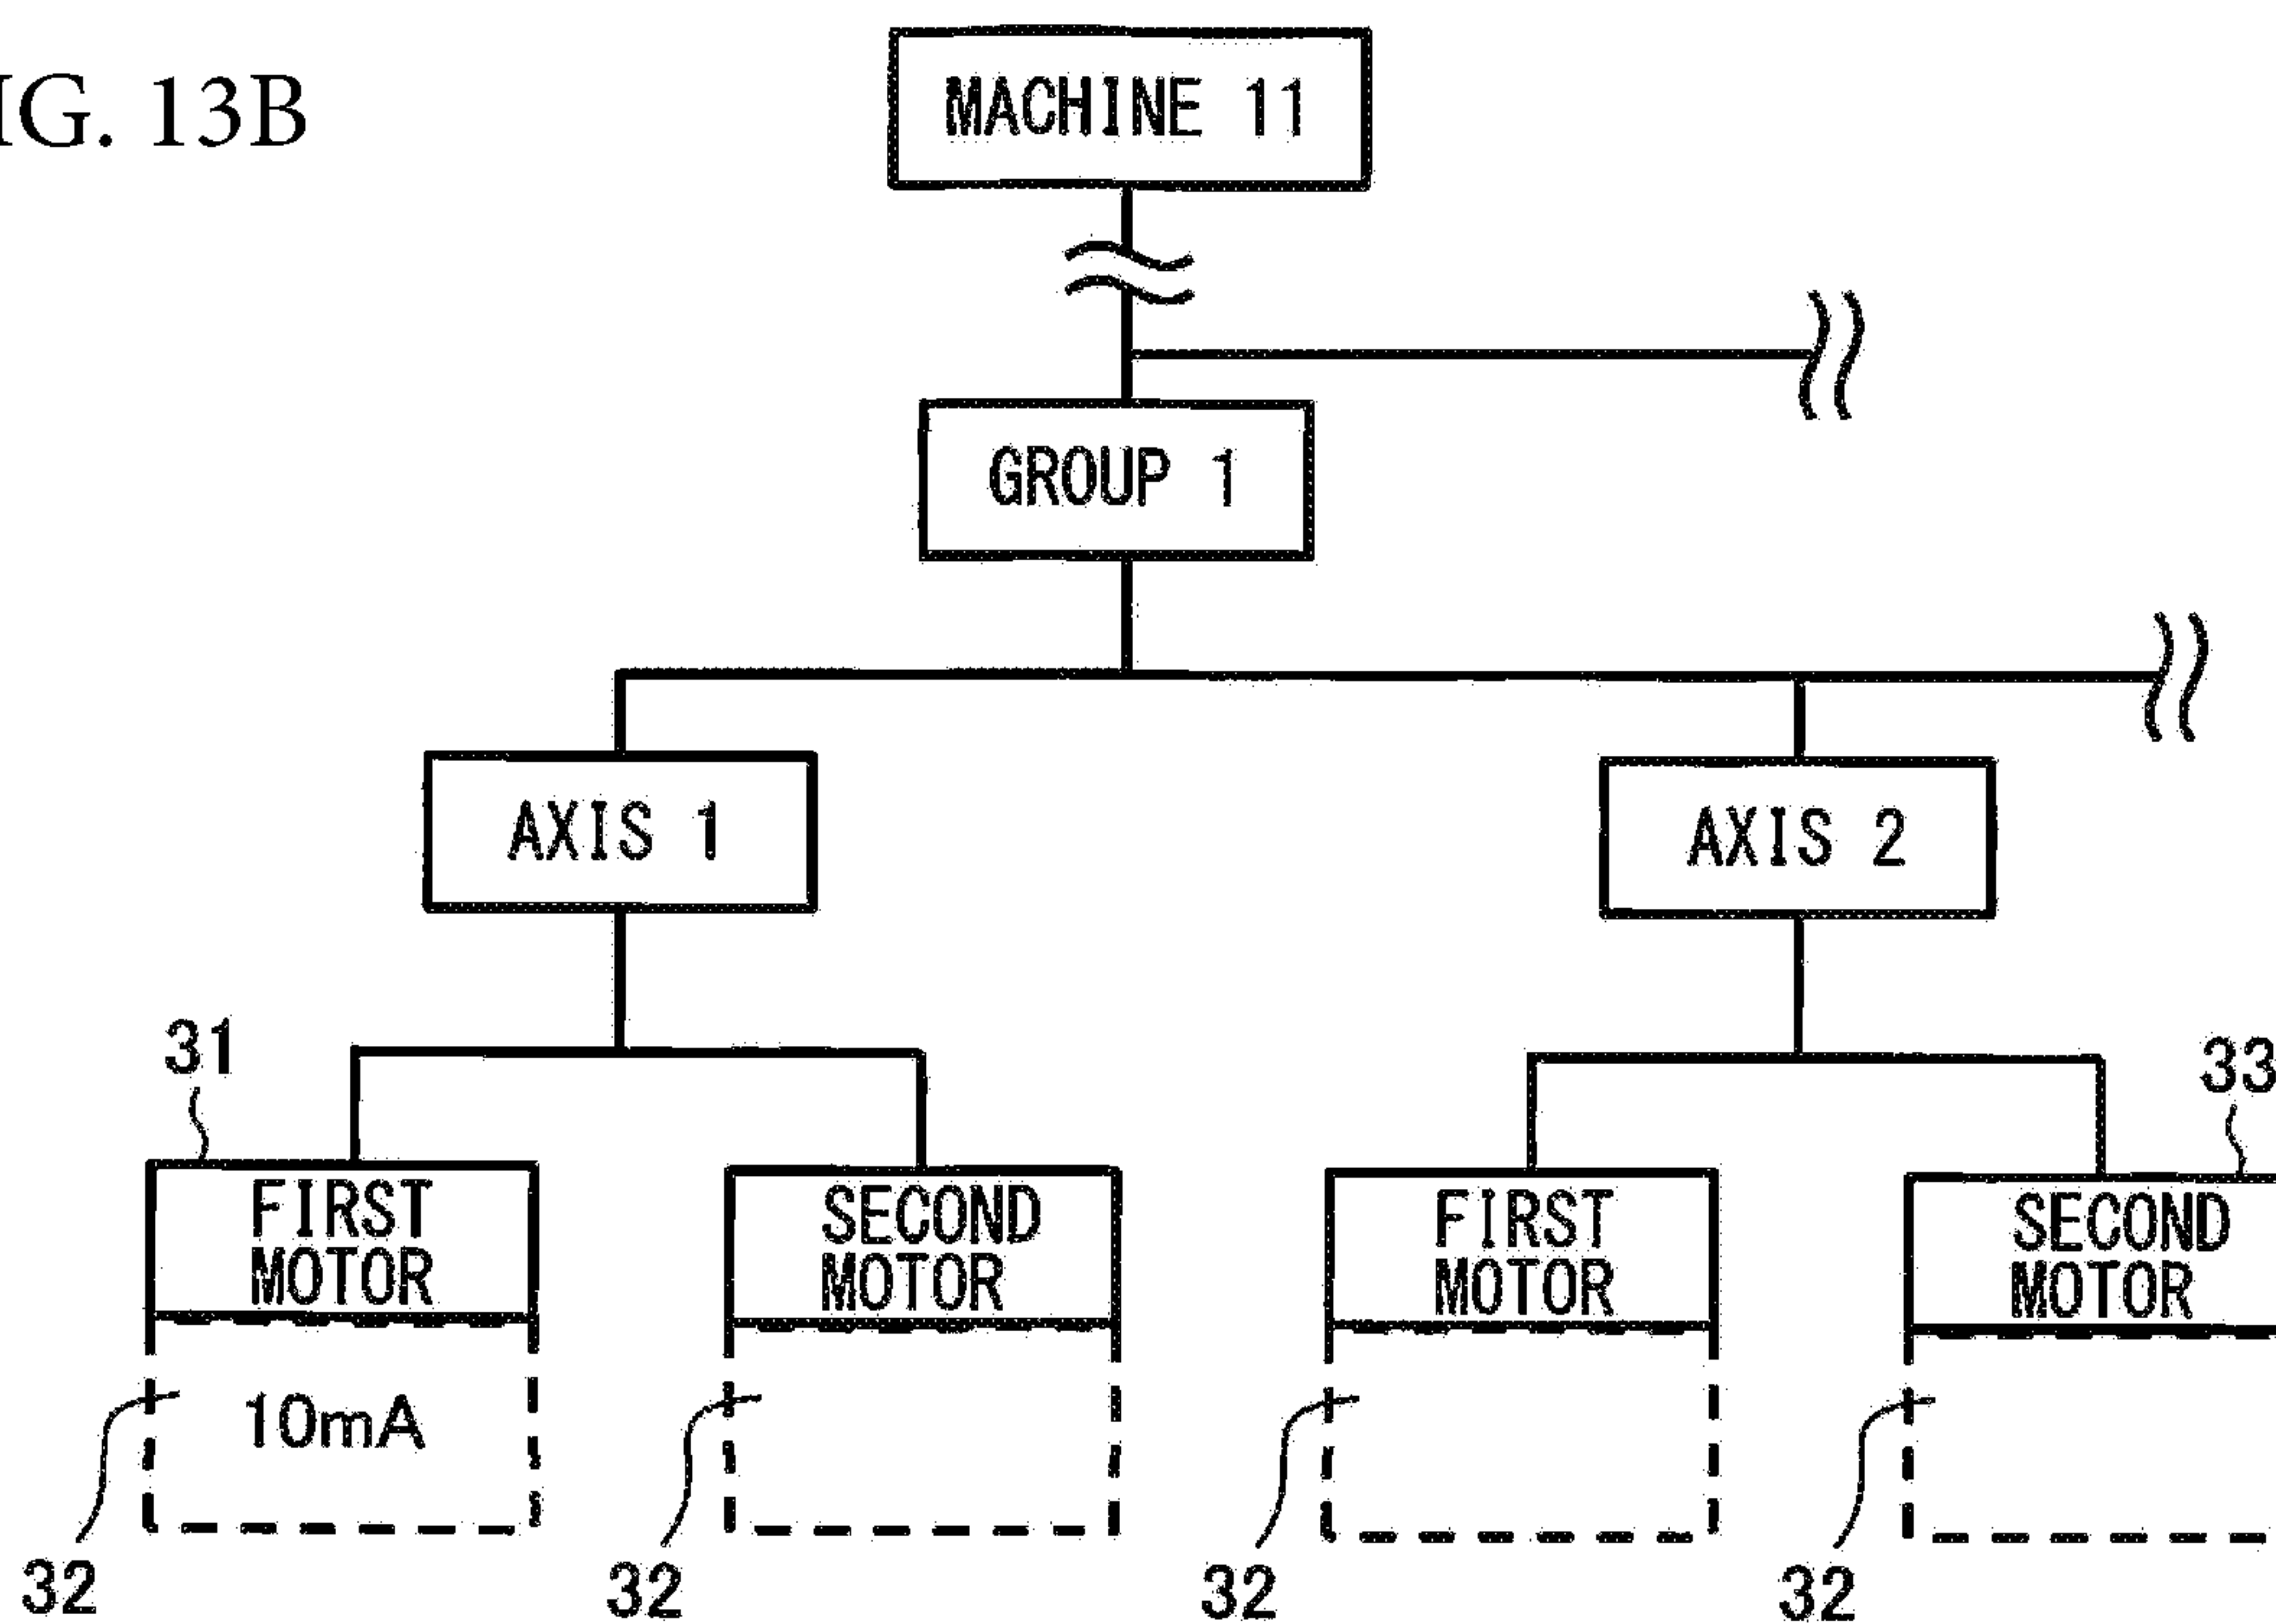 IG. 13B
MACHINE 11
GROUP 1
AXIS 1
AXIS 2
31
33
FIRST
MOTOR
SECOND
MOTOR
FIRST
MOTOR
SECOND
MOTOR
10mA
32
32
32
32